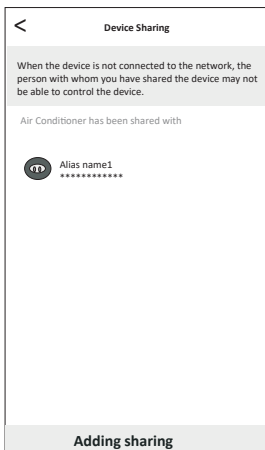 <
Device Sharing
When the device is not connected to the network, the
person with whom you have shared the device may not
be able to control the device.
Air Conditioner has been shared with
Alias name1
************
Adding sharing